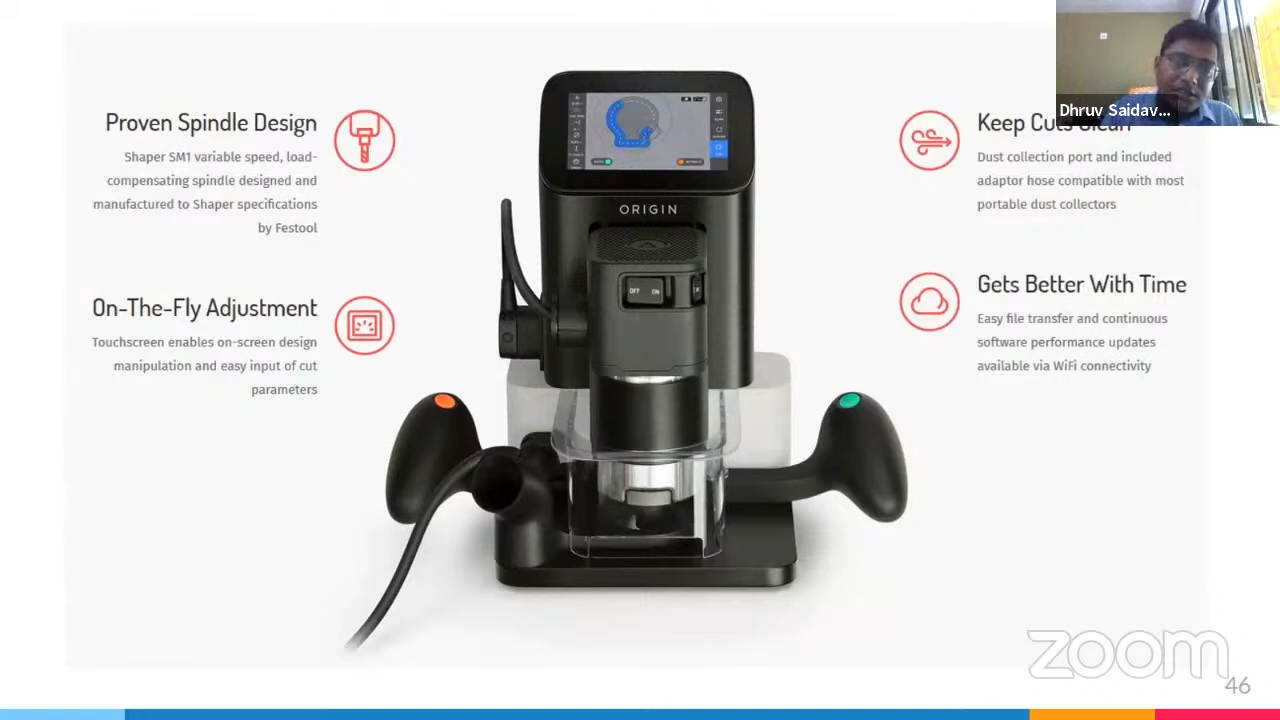 Proven Spindle Design
Shaper SM1 variable speed, load-
compensating spindle designed and
manufactured to Shaper specifications
by Festool
On-The-Fly Adjustment
Touchscreen enables on-screen design
manipulation and easy input of cut
parameters
ORIGIN
OFF ON
Dhruv Saidav...
Keep Cuts Clean
Dust collection port and included
adaptor hose compatible with most
portable dust collectors
Gets Better With Time
Easy file transfer and continuous
software performance updates
available via WiFi connectivity
zoom
46